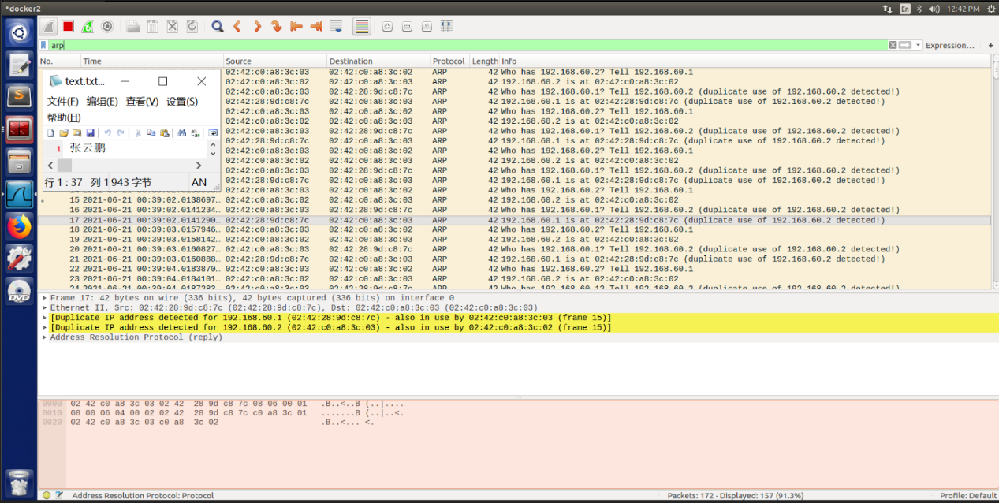 *docker2
En 12:42 PM
arp
Expression… +
No. Time Source Destination Protocol Length Info
02:42:c0:a8:3c:03 02:42:c0:a8:3c:02 ARP 42 Who has 192.168.60.2? Tell 192.168.60.1
02:42:c0:a8:3c:02 02:42:c0:a8:3c:03 ARP 42 192.168.60.2 is at 02:42:c0:a8:3c:02
02:42:c0:a8:3c:03 02:42:28:9d:c8:7c ARP 42 Who has 192.168.60.1? Tell 192.168.60.2 (duplicate use of 192.168.60.2 detected!)
02:42:28:9d:c8:7c 02:42:c0:a8:3c:03 ARP 42 192.168.60.1 is at 02:42:28:9d:c8:7c (duplicate use of 192.168.60.2 detected!)
02:42:c0:a8:3c:03 02:42:c0:a8:3c:02 ARP 42 Who has 192.168.60.2? Tell 192.168.60.1
02:42:c0:a8:3c:02 02:42:c0:a8:3c:03 ARP 42 192.168.60.2 is at 02:42:c0:a8:3c:02
02:42:c0:a8:3c:03 02:42:28:9d:c8:7c ARP 42 Who has 192.168.60.1? Tell 192.168.60.2 (duplicate use of 192.168.60.2 detected!)
02:42:28:9d:c8:7c 02:42:c0:a8:3c:03 ARP 42 192.168.60.1 is at 02:42:28:9d:c8:7c (duplicate use of 192.168.60.2 detected!)
02:42:c0:a8:3c:03 02:42:c0:a8:3c:02 ARP 42 Who has 192.168.60.2? Tell 192.168.60.1
02:42:c0:a8:3c:02 02:42:c0:a8:3c:03 ARP 42 192.168.60.2 is at 02:42:c0:a8:3c:02
02:42:c0:a8:3c:03 02:42:28:9d:c8:7c ARP 42 Who has 192.168.60.1? Tell 192.168.60.2 (duplicate use of 192.168.60.2 detected!)
02:42:28:9d:c8:7c 02:42:c0:a8:3c:03 ARP 42 192.168.60.1 is at 02:42:28:9d:c8:7c (duplicate use of 192.168.60.2 detected!)
02:42:c0:a8:3c:03 02:42:c0:a8:3c:02 ARP 42 Who has 192.168.60.2? Tell 192.168.60.1
15 2021-06-21 00:39:02.0138697… 02:42:c0:a8:3c:02 02:42:c0:a8:3c:03 ARP 42 192.168.60.2 is at 02:42:c0:a8:3c:02
16 2021-06-21 00:39:02.0141234… 02:42:c0:a8:3c:03 02:42:28:9d:c8:7c ARP 42 Who has 192.168.60.1? Tell 192.168.60.2 (duplicate use of 192.168.60.2 detected!)
17 2021-06-21 00:39:02.0141290… 02:42:28:9d:c8:7c 02:42:c0:a8:3c:03 ARP 42 192.168.60.1 is at 02:42:28:9d:c8:7c (duplicate use of 192.168.60.2 detected!)
18 2021-06-21 00:39:03.0157946… 02:42:c0:a8:3c:03 02:42:c0:a8:3c:02 ARP 42 Who has 192.168.60.2? Tell 192.168.60.1
19 2021-06-21 00:39:03.0158142… 02:42:c0:a8:3c:02 02:42:c0:a8:3c:03 ARP 42 192.168.60.2 is at 02:42:c0:a8:3c:02
20 2021-06-21 00:39:03.0160827… 02:42:c0:a8:3c:03 02:42:28:9d:c8:7c ARP 42 Who has 192.168.60.1? Tell 192.168.60.2 (duplicate use of 192.168.60.2 detected!)
21 2021-06-21 00:39:03.0160888… 02:42:28:9d:c8:7c 02:42:c0:a8:3c:03 ARP 42 192.168.60.1 is at 02:42:28:9d:c8:7c (duplicate use of 192.168.60.2 detected!)
22 2021-06-21 00:39:04.0183870… 02:42:c0:a8:3c:03 02:42:c0:a8:3c:02 ARP 42 Who has 192.168.60.2? Tell 192.168.60.1
23 2021-06-21 00:39:04.0184101… 02:42:c0:a8:3c:02 02:42:c0:a8:3c:03 ARP 42 192.168.60.2 is at 02:42:c0:a8:3c:02
24 2021-06-21 00:39:04.0187283… 02:42:c0:a8:3c:03 02:42:28:9d:c8:7c ARP 42 Who has 192.168.60.1? Tell 192.168.60.2 (duplicate use of 192.168.60.2 detected!)
text.txt...
文件(F) 编辑(E) 查看(V) 设置(S)
帮助(H)
1 张云鹏
行 1 : 37 列 1 943 字节 AN
Frame 17: 42 bytes on wire (336 bits), 42 bytes captured (336 bits) on interface 0
Ethernet II, Src: 02:42:28:9d:c8:7c (02:42:28:9d:c8:7c), Dst: 02:42:c0:a8:3c:03 (02:42:c0:a8:3c:03)
[Duplicate IP address detected for 192.168.60.1 (02:42:28:9d:c8:7c) - also in use by 02:42:c0:a8:3c:03 (frame 15)]
[Duplicate IP address detected for 192.168.60.2 (02:42:c0:a8:3c:03) - also in use by 02:42:c0:a8:3c:02 (frame 15)]
Address Resolution Protocol (reply)
0000 02 42 c0 a8 3c 03 02 42 28 9d c8 7c 08 06 00 01 .B..<..B (..|....
0010 08 00 06 04 00 02 02 42 28 9d c8 7c c0 a8 3c 01 .......B (..|..<.
0020 02 42 c0 a8 3c 03 c0 a8 3c 02 .B..<... <.
Address Resolution Protocol: Protocol
Packets: 172 · Displayed: 157 (91.3%)
Profile: Default
DVD